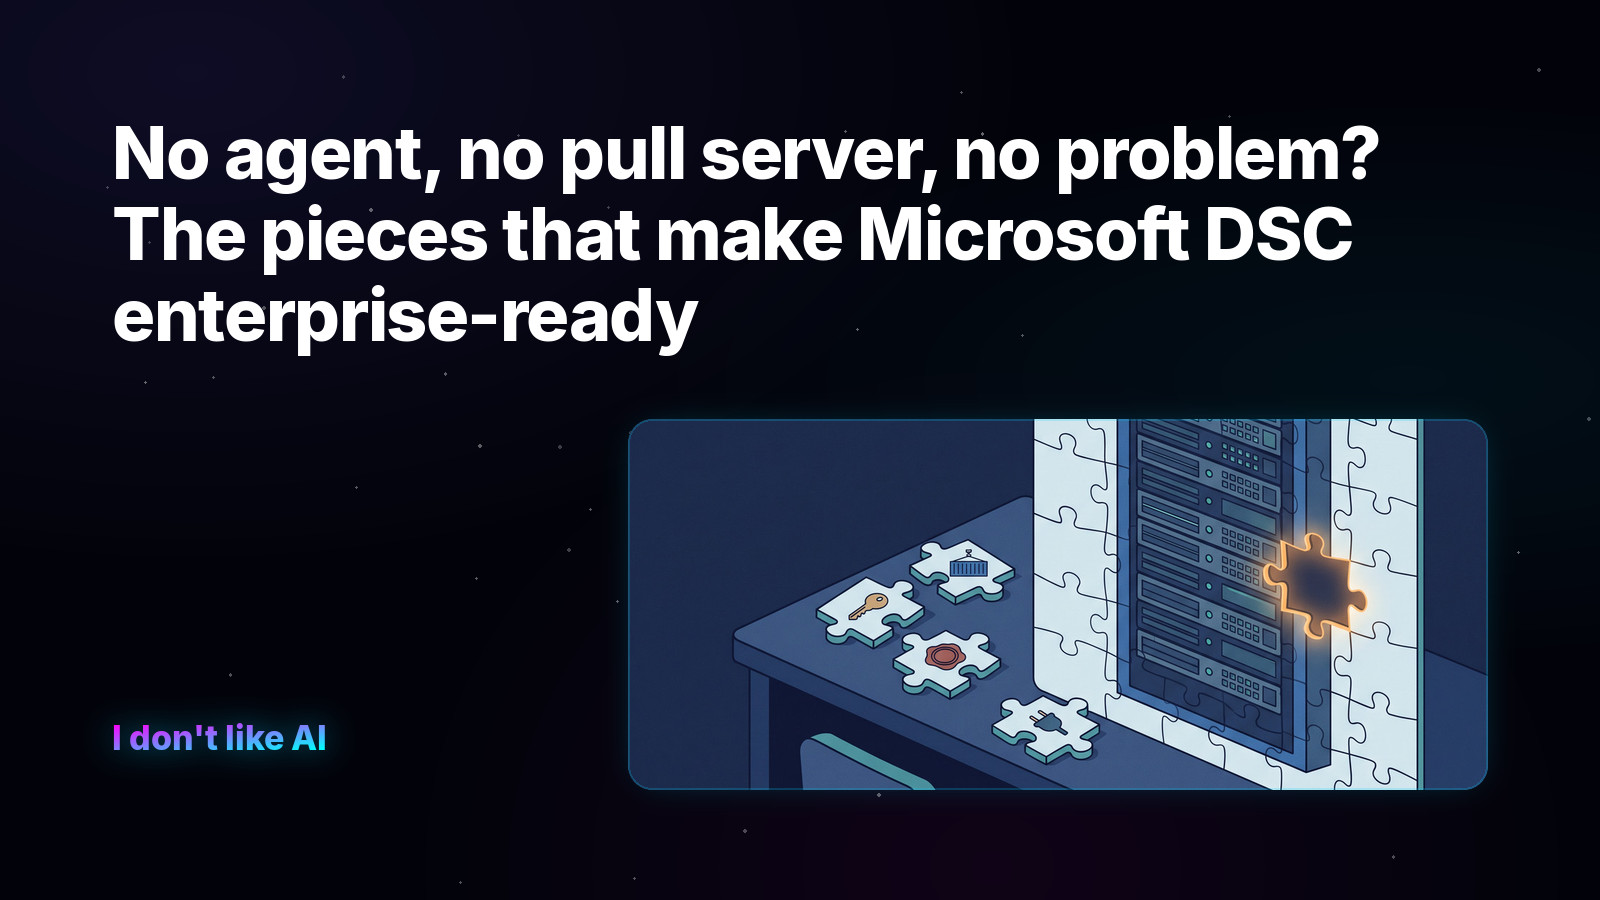 No agent, no pull server, no problem?
The pieces that make Microsoft DSC
enterprise-ready
I don't like AI